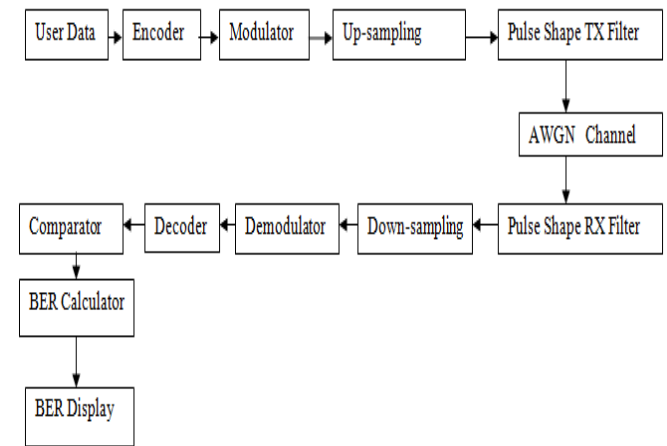 User Data
Encoder
Modulator
Up-sampling
Pulse Shape TX Filter
AWGN Channel
Pulse Shape RX Filter
Down-sampling
Demodulator
Decoder
Comparator
BER Calculator
BER Display